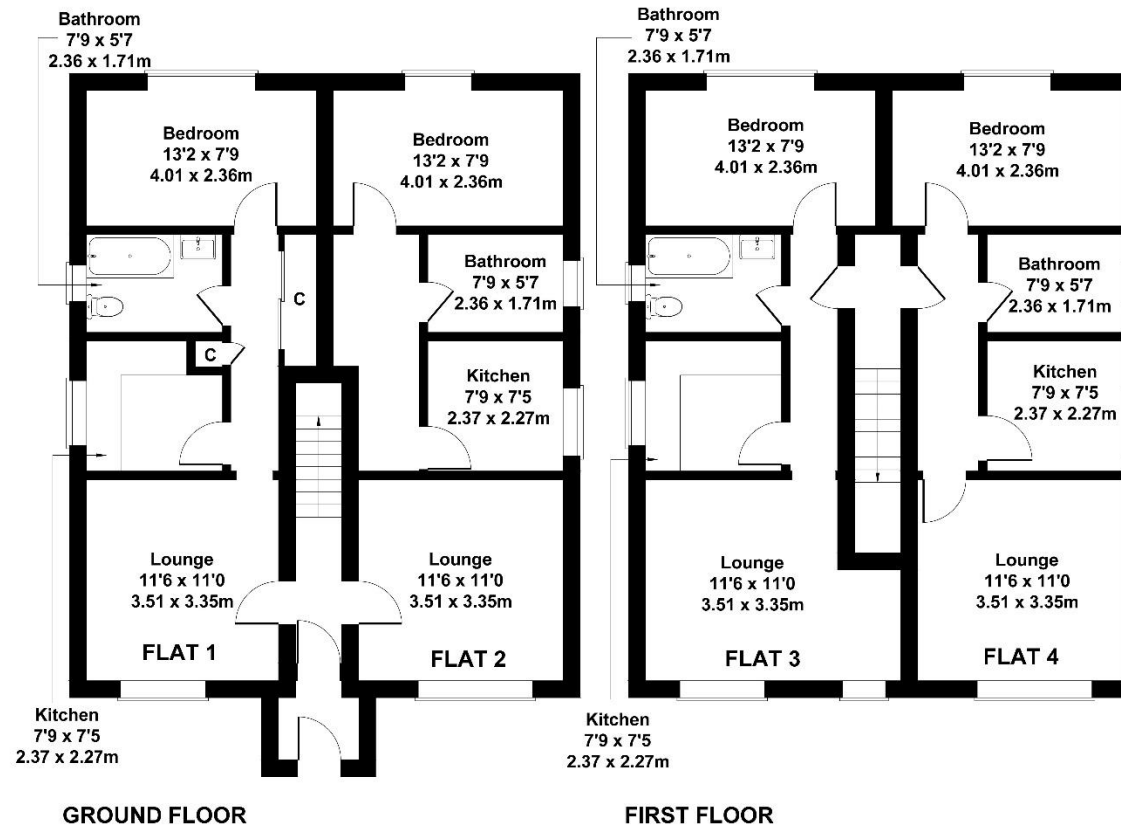 Bathroom
7'9 x 5'7
2.36 x 1.71m
Bedroom
13'2 x 7'9
4.01 x 2.36m
Bedroom
13'2 x 7'9
4.01 x 2.36m
Bathroom
7'9 x 5'7
2.36 x 1.71m
C
C
Kitchen
7'9 x 7'5
2.37 x 2.27m
Lounge
11'6 x 11'0
3.51 x 3.35m
FLAT 1
Lounge
11'6 x 11'0
3.51 x 3.35m
FLAT 2
Kitchen
7'9 x 7'5
2.37 x 2.27m
GROUND FLOOR
Bathroom
7'9 x 5'7
2.36 x 1.71m
Bedroom
13'2 x 7'9
4.01 x 2.36m
Bedroom
13'2 x 7'9
4.01 x 2.36m
Bathroom
7'9 x 5'7
2.36 x 1.71m
Kitchen
7'9 x 7'5
2.37 x 2.27m
Lounge
11'6 x 11'0
3.51 x 3.35m
FLAT 3
Lounge
11'6 x 11'0
3.51 x 3.35m
FLAT 4
Kitchen
7'9 x 7'5
2.37 x 2.27m
FIRST FLOOR